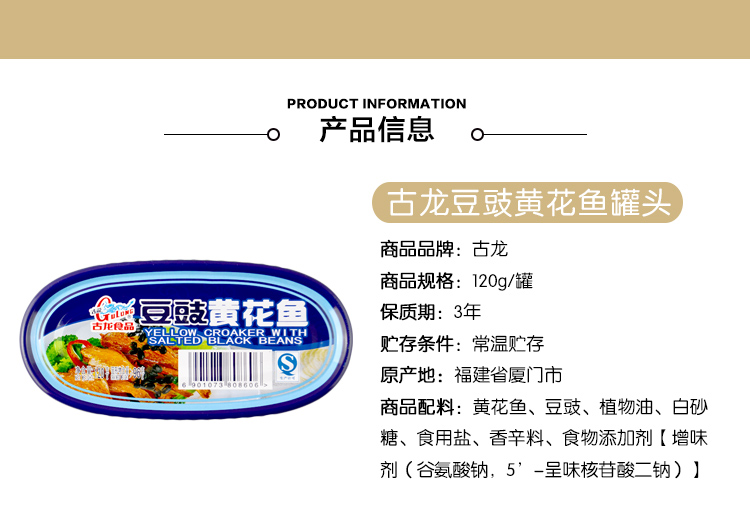 PRODUCT INFORMATION
产品信息
古龙豆豉黄花鱼罐头
商品品牌：古龙
商品规格：120g/罐
保质期：3年
贮存条件：常温贮存
原产地：福建省厦门市
商品配料：黄花鱼、豆豉、植物油、白砂
糖、食用盐、香辛料、食物添加剂【增味
剂（谷氨酸钠，5’-呈味核苷酸二钠）】
GULONG
古龙食品
豆豉黄花鱼
YELLOW CROAKER WITH
SALTED BLACK BEANS
6 901073 808606 >